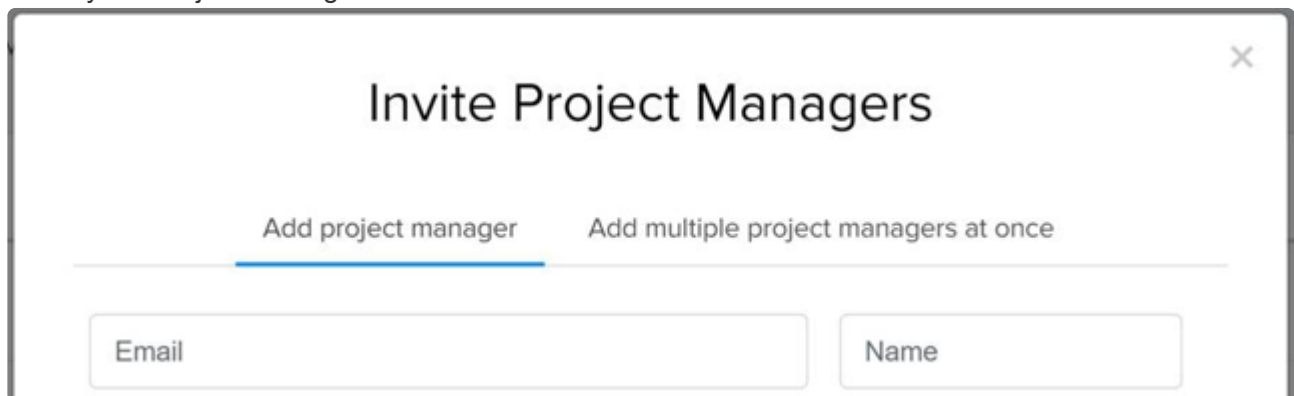 Invite Project Managers
Add project manager Add multiple project managers at once
Email Name